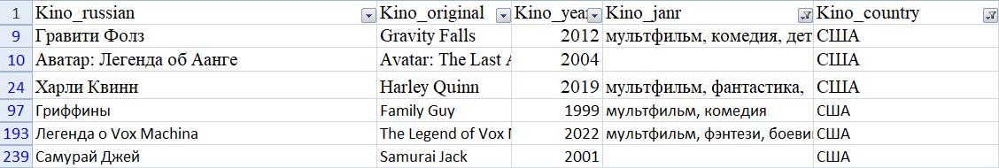 1 Kino_russian Kino_original Kino_year Kino_janr Kino_country
9 Гравити Фолз Gravity Falls 2012 мультфильм, комедия, дет США
10 Аватар: Легенда об Аанге Avatar: The Last A 2004 США
24 Харли Квинн Harley Quinn 2019 мультфильм, фантастика, США
97 Гриффины Family Guy 1999 мультфильм, комедия США
193 Легенда о Vox Machina The Legend of Vox M 2022 мультфильм, фэнтези, боеви США
239 Самурай Джей Samurai Jack 2001 США